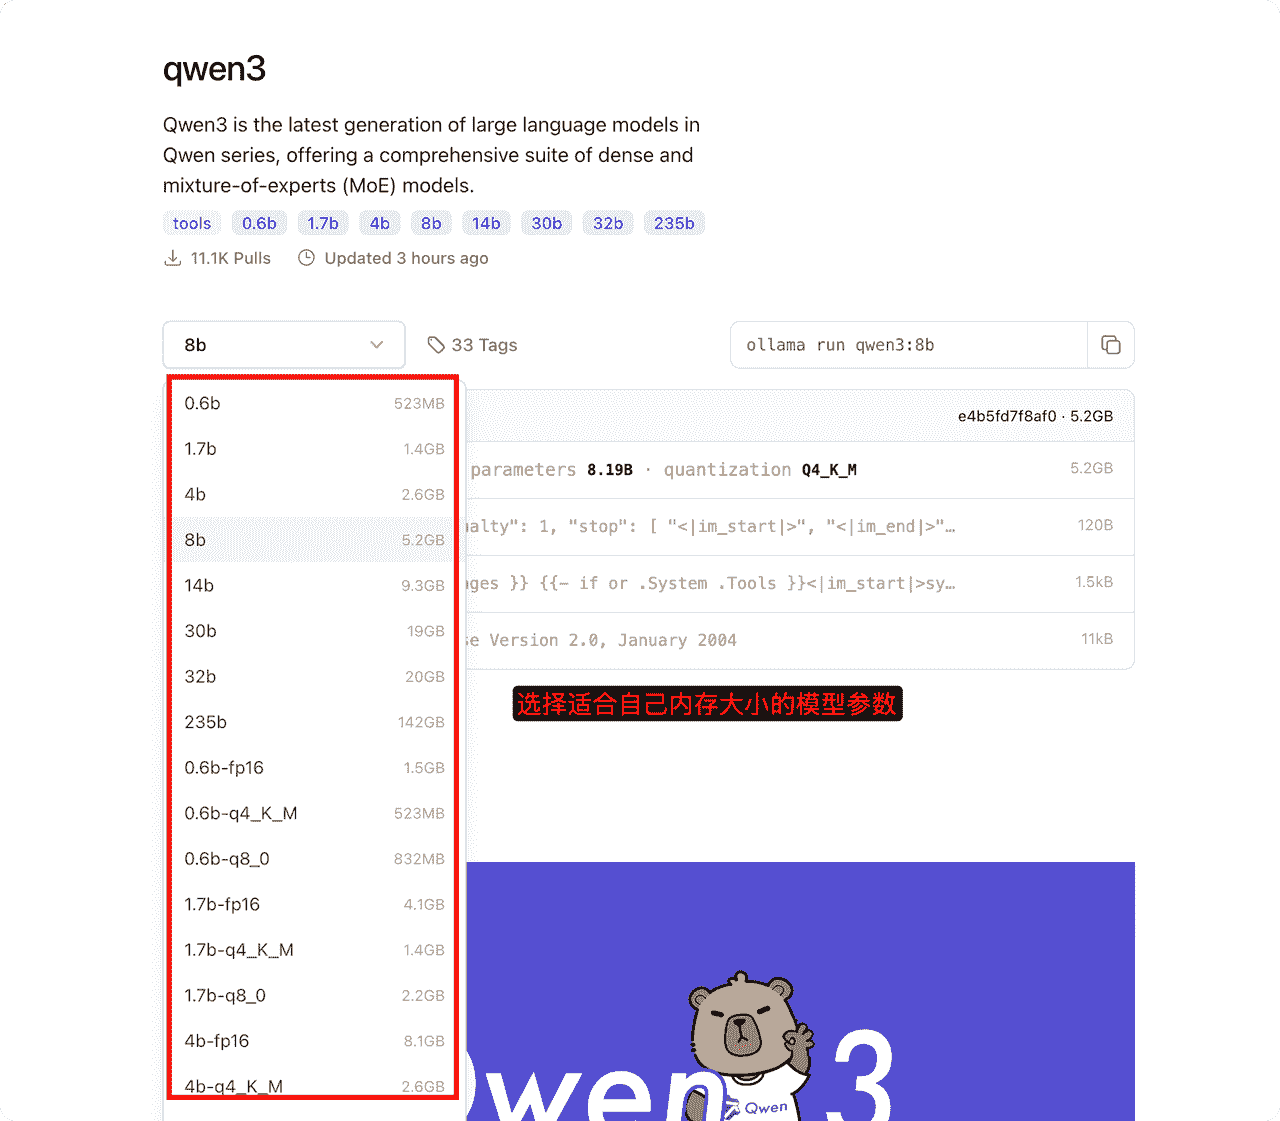 qwen3
Qwen3 is the latest generation of large language models in
Qwen series, offering a comprehensive suite of dense and
mixture-of-experts (MoE) models.
tools 0.6b 1.7b 4b 8b 14b 30b 32b 235b
11.1K Pulls Updated 3 hours ago
8b 33 Tags ollama run qwen3:8b
e4b5fd7f8af0 · 5.2GB
parameters 8.19B · quantization Q4_K_M 5.2GB
alty": 1, "stop": [ "<|im_start|>", "<|im_end|>"… 120B
ages }} {{- if or .System .Tools }}<|im_start|>sy… 1.5kB
se Version 2.0, January 2004 11kB
0.6b 523MB
1.7b 1.4GB
4b 2.6GB
8b 5.2GB
14b 9.3GB
30b 19GB
32b 20GB
235b 142GB
0.6b-fp16 1.5GB
0.6b-q4_K_M 523MB
0.6b-q8_0 832MB
1.7b-fp16 4.1GB
1.7b-q4_K_M 1.4GB
1.7b-q8_0 2.2GB
4b-fp16 8.1GB
4b-q4_K_M 2.6GB
选择适合自己内存大小的模型参数
Qwen 3
Qwen